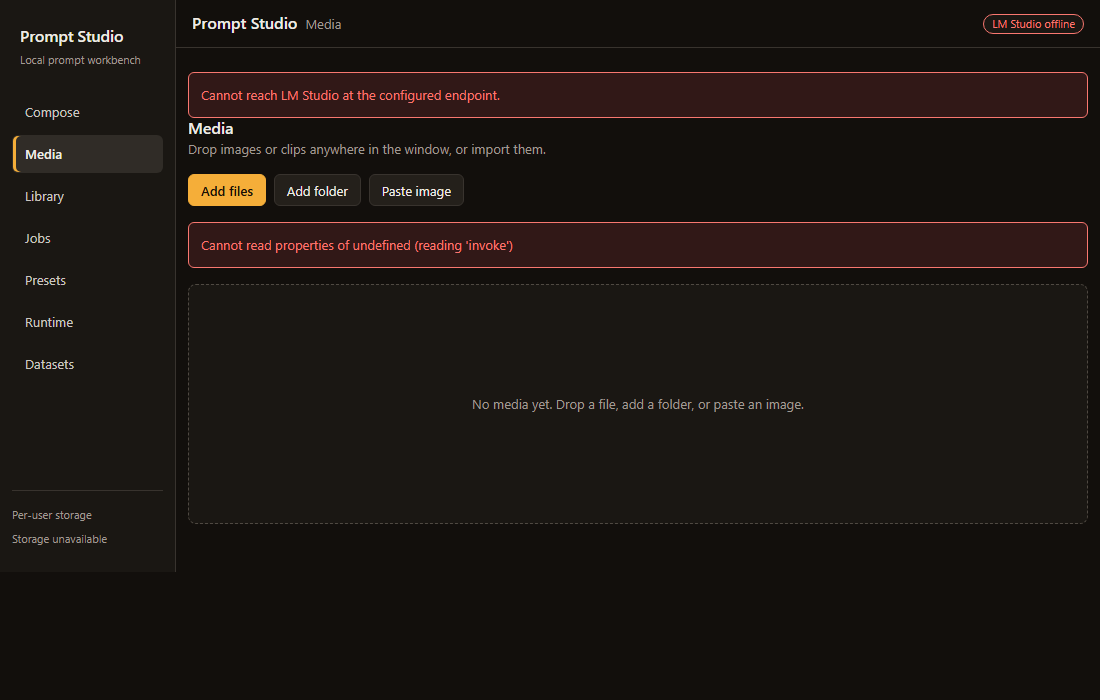 Prompt Studio
Local prompt workbench
Compose
Media
Library
Jobs
Presets
Runtime
Datasets
Per-user storage
Storage unavailable
Prompt Studio Media
LM Studio offline
Cannot reach LM Studio at the configured endpoint.
Media
Drop images or clips anywhere in the window, or import them.
Add files
Add folder
Paste image
Cannot read properties of undefined (reading 'invoke')
No media yet. Drop a file, add a folder, or paste an image.